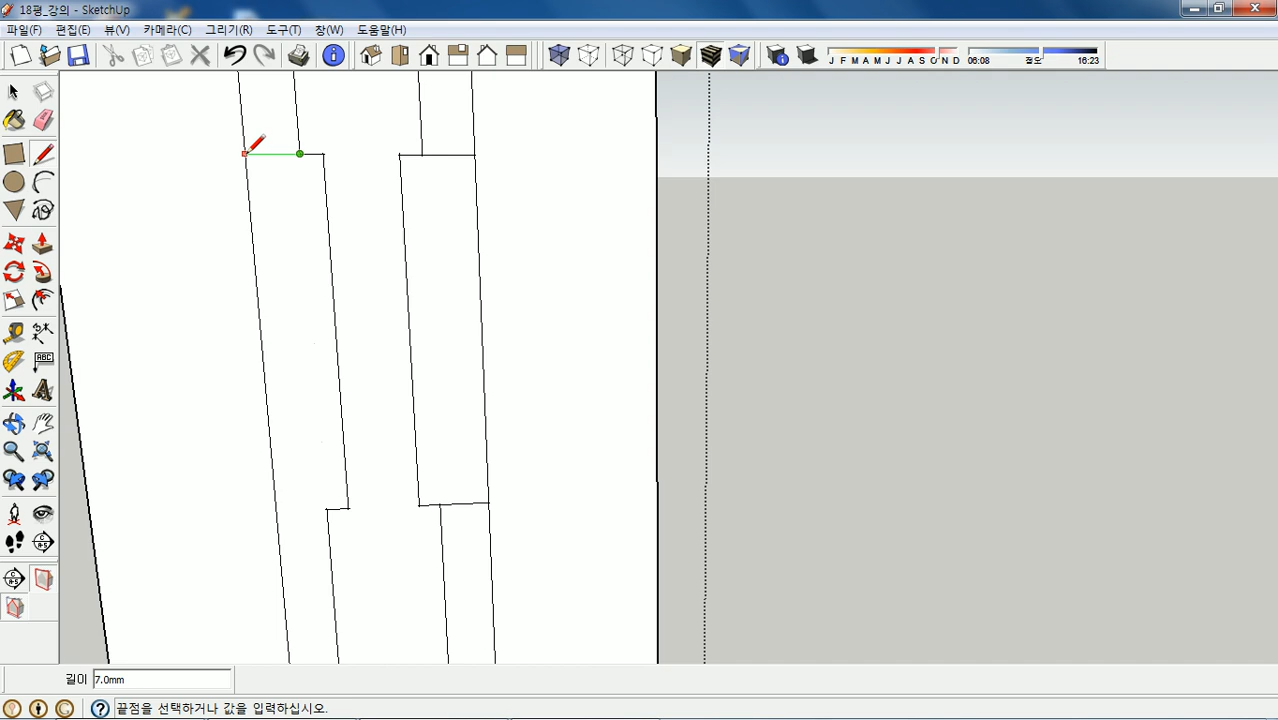 18평_강의 - SketchUp
파일(F) 편집(E) 뷰(V) 카메라(C) 그리기(R) 도구(T) 창(W) 도움말(H)
J F M A M J J A S O N D 06:08 정오 16:23
ABC
길이 7.0mm
끝점을 선택하거나 값을 입력하십시오.